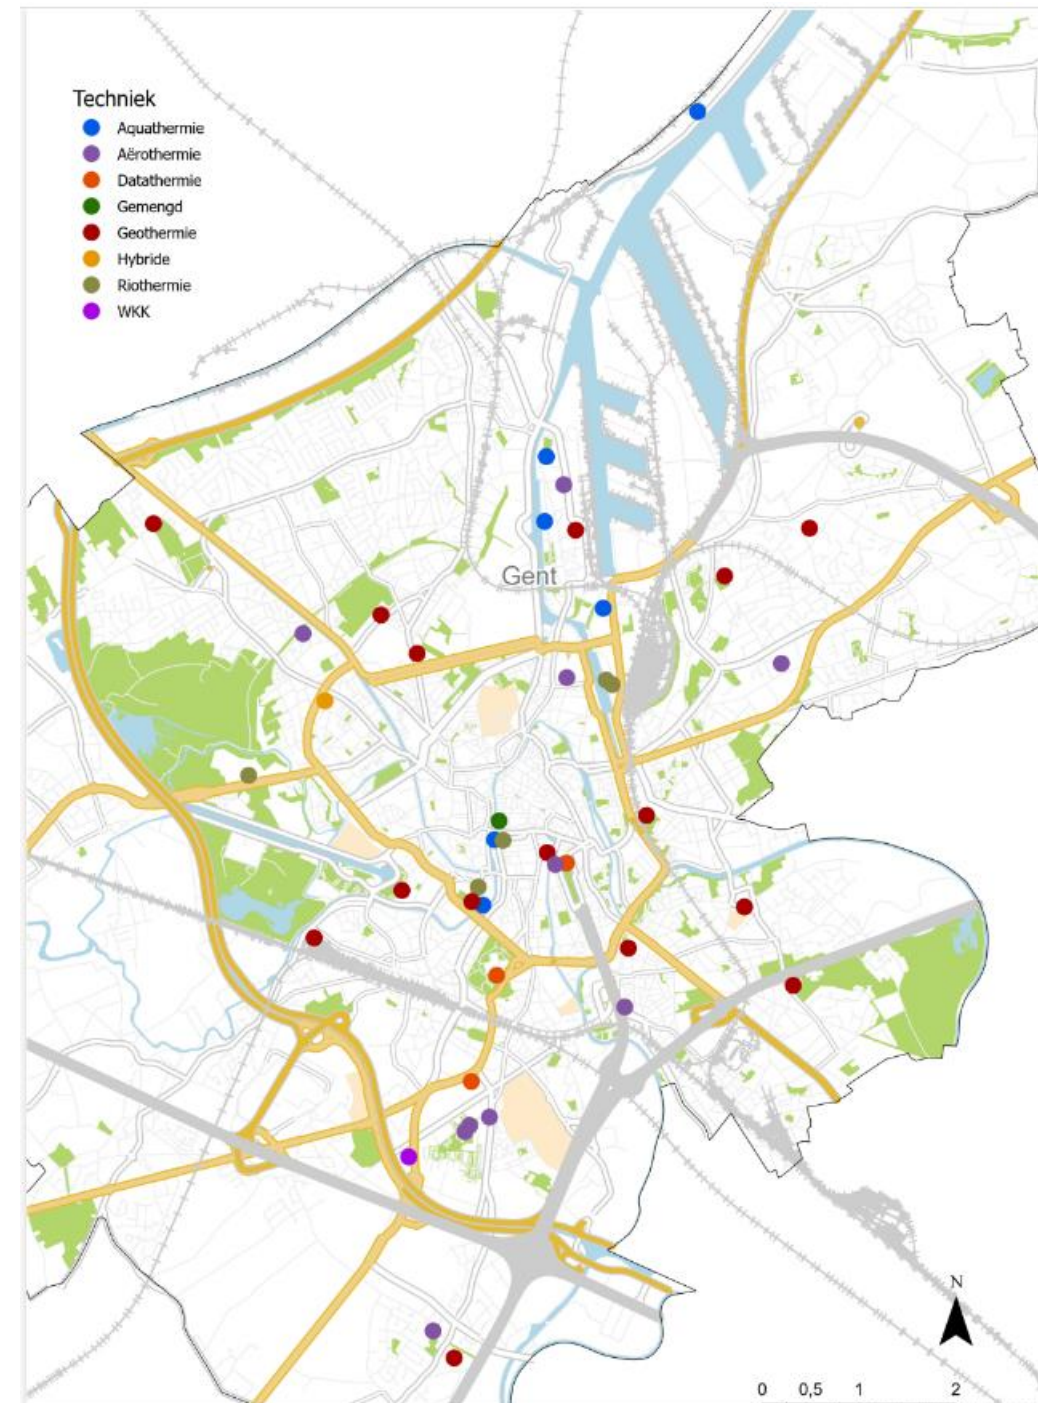 Techniek
Aquathermie
Aërothermie
Datathermie
Gemengd
Geothermie
Hybride
Riothermie
WKK
Gent
N
0 0,5 1 2